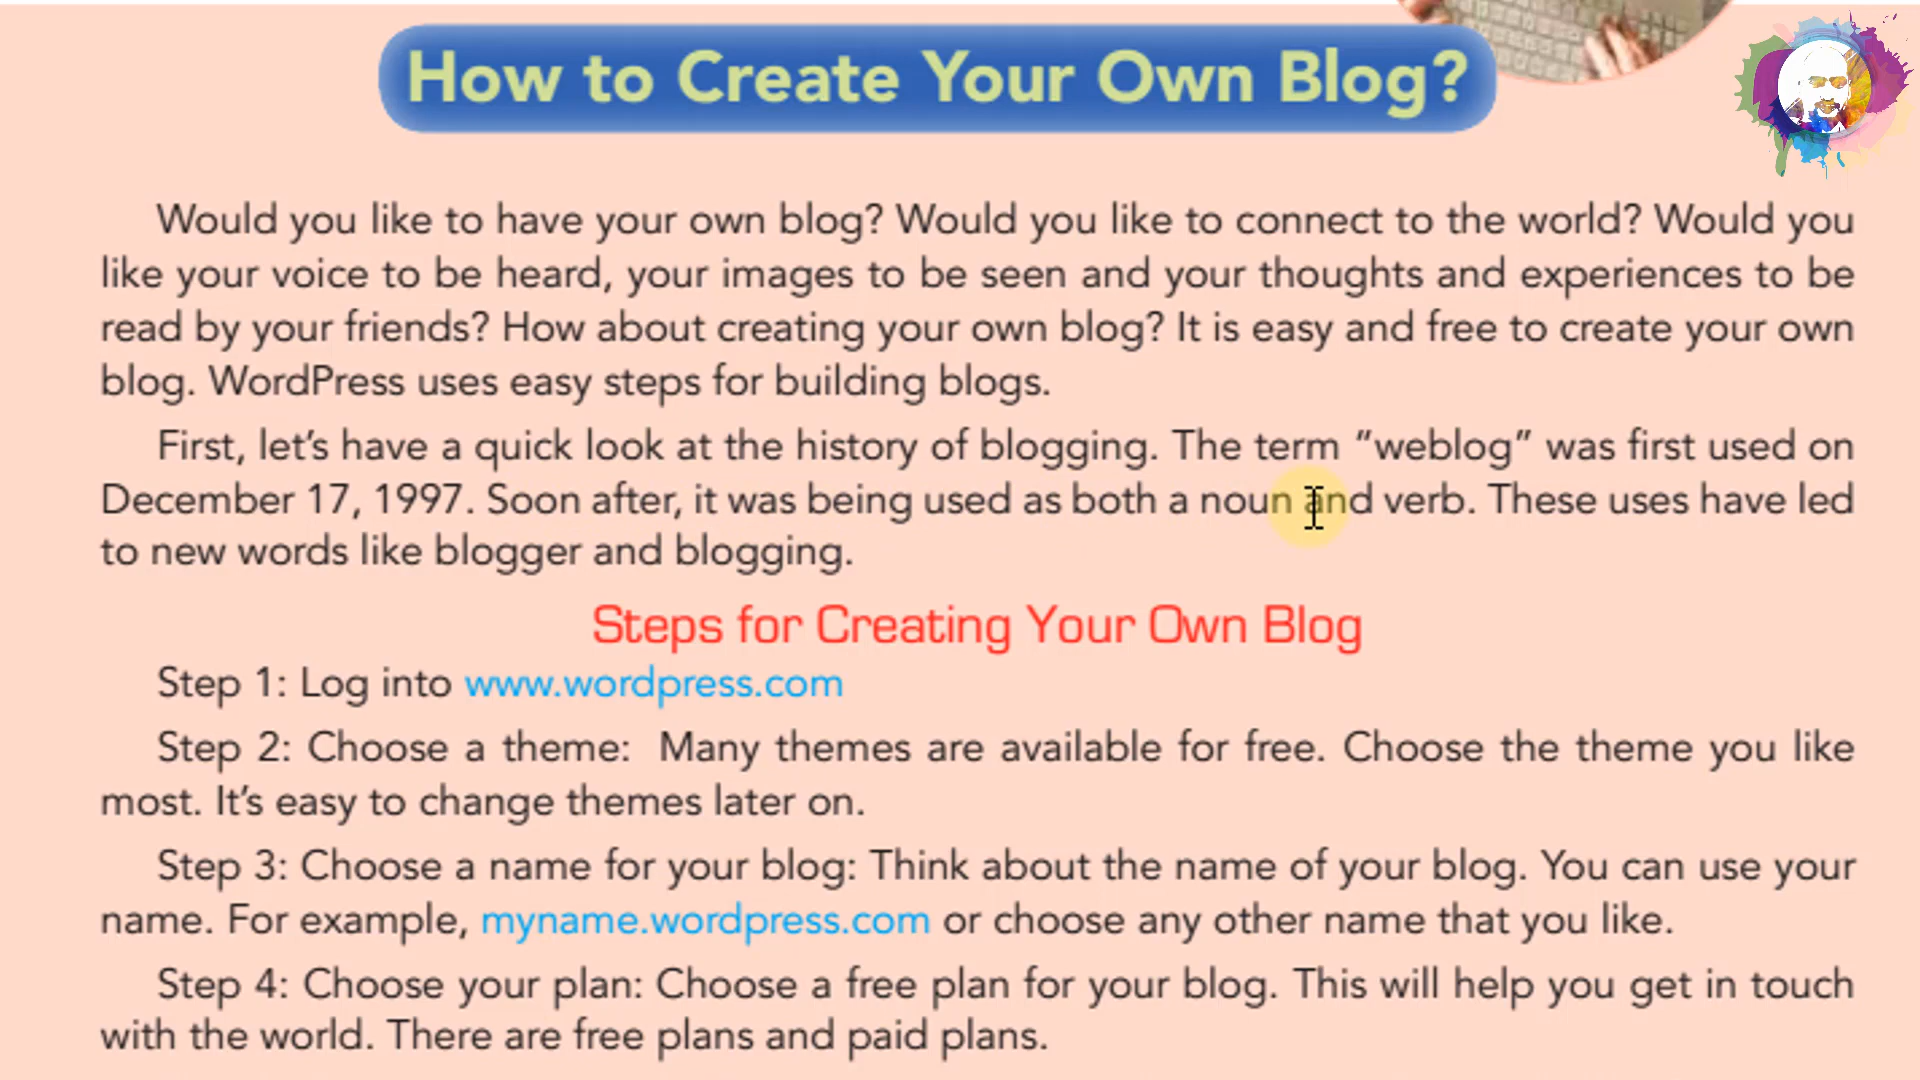 How to Create Your Own Blog?
Would you like to have your own blog? Would you like to connect to the world? Would you
like your voice to be heard, your images to be seen and your thoughts and experiences to be
read by your friends? How about creating your own blog? It is easy and free to create your own
blog. WordPress uses easy steps for building blogs.
First, let’s have a quick look at the history of blogging. The term ”weblog” was first used on
December 17, 1997. Soon after, it was being used as both a noun and verb. These uses have led
to new words like blogger and blogging.
Steps for Creating Your Own Blog
Step 1: Log into www.wordpress.com
Step 2: Choose a theme: Many themes are available for free. Choose the theme you like
most. It’s easy to change themes later on.
Step 3: Choose a name for your blog: Think about the name of your blog. You can use your
name. For example, myname.wordpress.com or choose any other name that you like.
Step 4: Choose your plan: Choose a free plan for your blog. This will help you get in touch
with the world. There are free plans and paid plans.